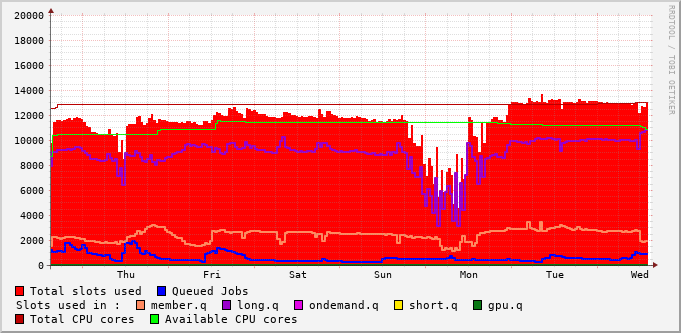 20000
18000
16000
14000
12000
10000
8000
6000
4000
2000
0
Thu Fri Sat Sun Mon Tue Wed
RRDTOOL / TOBI OETIKER
Total slots used Queued Jobs
Slots used in : member.q long.q ondemand.q short.q gpu.q
Total CPU cores Available CPU cores